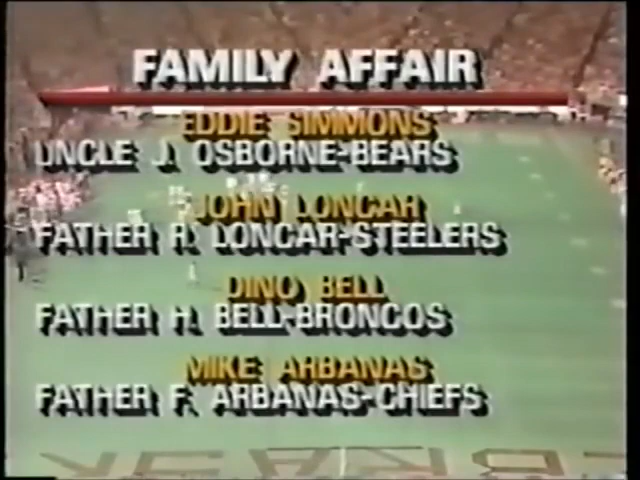 FAMILY AFFAIR
EDDIE SIMMONS
UNCLE J. OSBORNE-BEARS
JOHN LONCAR
FATHER R. LONCAR-STEELERS
DINO BELL
FATHER H. BELL-BRONCOS
MIKE ARBANAS
FATHER F. ARBANAS-CHIEFS